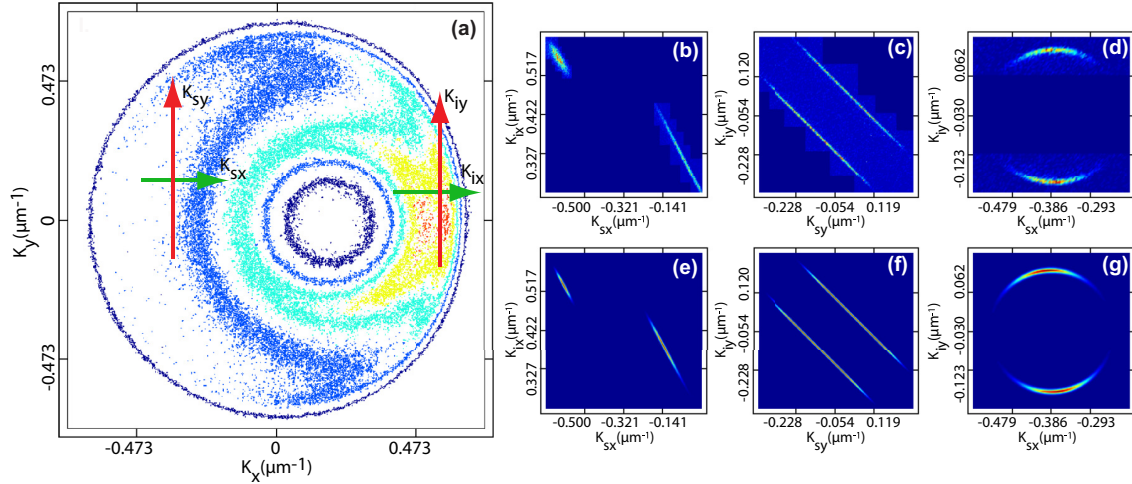 (a)
K_y(μm⁻¹)
0.473
0
-0.473
-0.473
0
0.473
K_x(μm⁻¹)
K_sy
K_sx
K_iy
K_ix
(b)
K_ix(μm⁻¹)
0.517
0.422
0.327
-0.500
-0.321
-0.141
K_sx(μm⁻¹)
(c)
K_iy(μm⁻¹)
0.120
-0.054
-0.228
-0.228
-0.054
0.119
K_sy(μm⁻¹)
(d)
K_iy(μm⁻¹)
0.062
-0.030
-0.123
-0.479
-0.386
-0.293
K_sx(μm⁻¹)
(e)
K_ix(μm⁻¹)
0.517
0.422
0.327
-0.500
-0.321
-0.141
K_sx(μm⁻¹)
(f)
K_iy(μm⁻¹)
0.120
-0.054
-0.228
-0.228
-0.054
0.119
K_sy(μm⁻¹)
(g)
K_iy(μm⁻¹)
0.062
-0.030
-0.123
-0.479
-0.386
-0.293
K_sx(μm⁻¹)